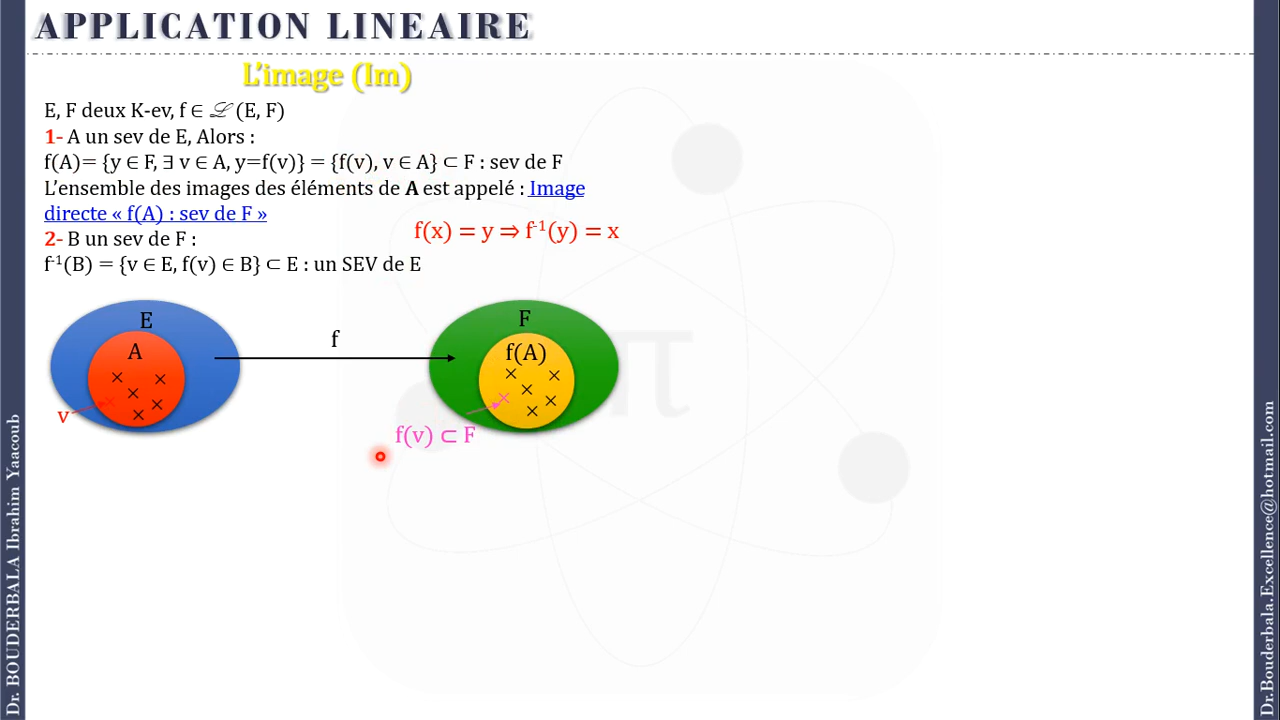 APPLICATION LINEAIRE
L'image (Im)
E, F deux K-ev, f ∈ ℒ (E, F)
1- A un sev de E, Alors :
f(A)= {y ∈ F, ∃ v ∈ A, y=f(v)} = {f(v), v ∈ A} ⊂ F : sev de F
L'ensemble des images des éléments de A est appelé : Image
directe « f(A) : sev de F »
f(x) = y ⇒ f⁻¹(y) = x
2- B un sev de F :
f⁻¹(B) = {v ∈ E, f(v) ∈ B} ⊂ E : un SEV de E
E
F
f
A
f(A)
v
f(v) ⊂ F
π
Dr. BOUDERBALA Ibrahim Yaacoub
Dr.Bouderbala.Excellence@hotmail.com